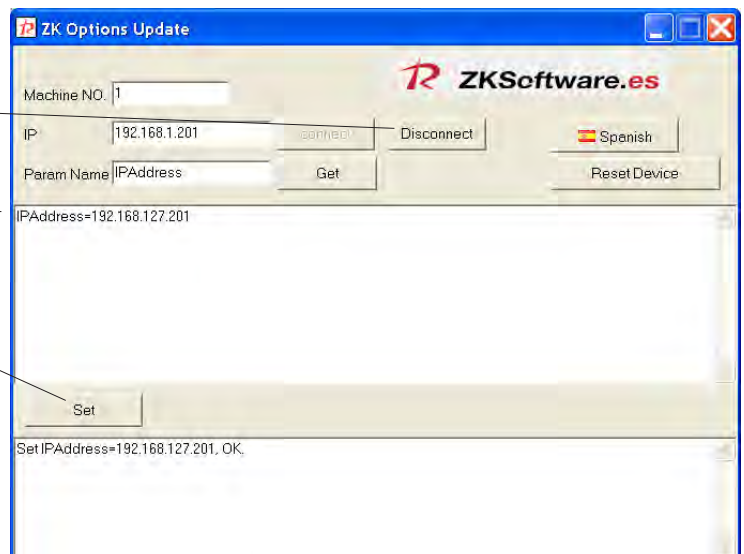 ZK Options Update
ZKSoftware.es
Machine NO. 1
IP 192.168.1.201 connect Disconnect Spanish
Param Name IPAddress Get Reset Device
IPAddress=192.168.127.201
Set
Set IPAddress=192.168.127.201, OK.